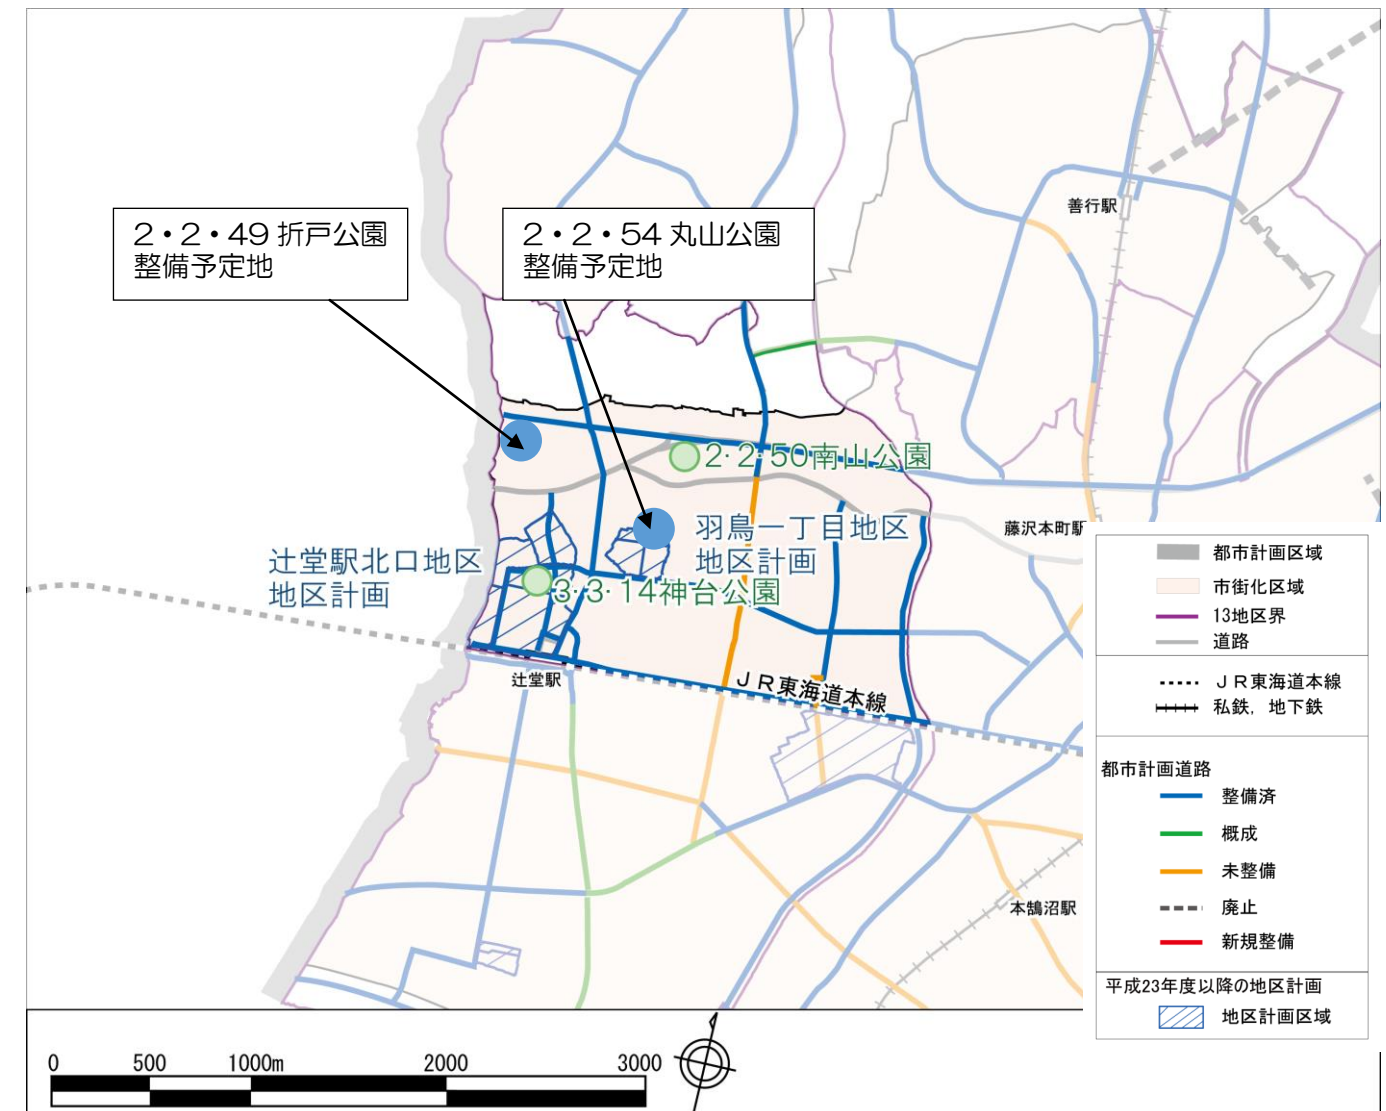 善行駅
2・2・49 折戸公園
整備予定地
2・2・54 丸山公園
整備予定地
2・2・50南山公園
羽鳥一丁目地区
地区計画
辻堂駅北口地区
地区計画
3・3・14神台公園
藤沢本町駅
辻堂駅
JR東海道本線
本鵠沼駅
都市計画区域
市街化区域
13地区界
道路
JR東海道本線
私鉄，地下鉄
都市計画道路
整備済
概成
未整備
廃止
新規整備
平成23年度以降の地区計画
地区計画区域
0 500 1000m 2000 3000